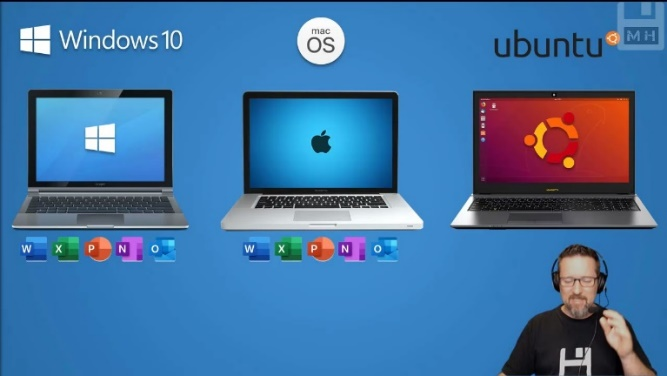 Windows 10
mac
OS
ubuntu
MH
W X P N O
W X P N O